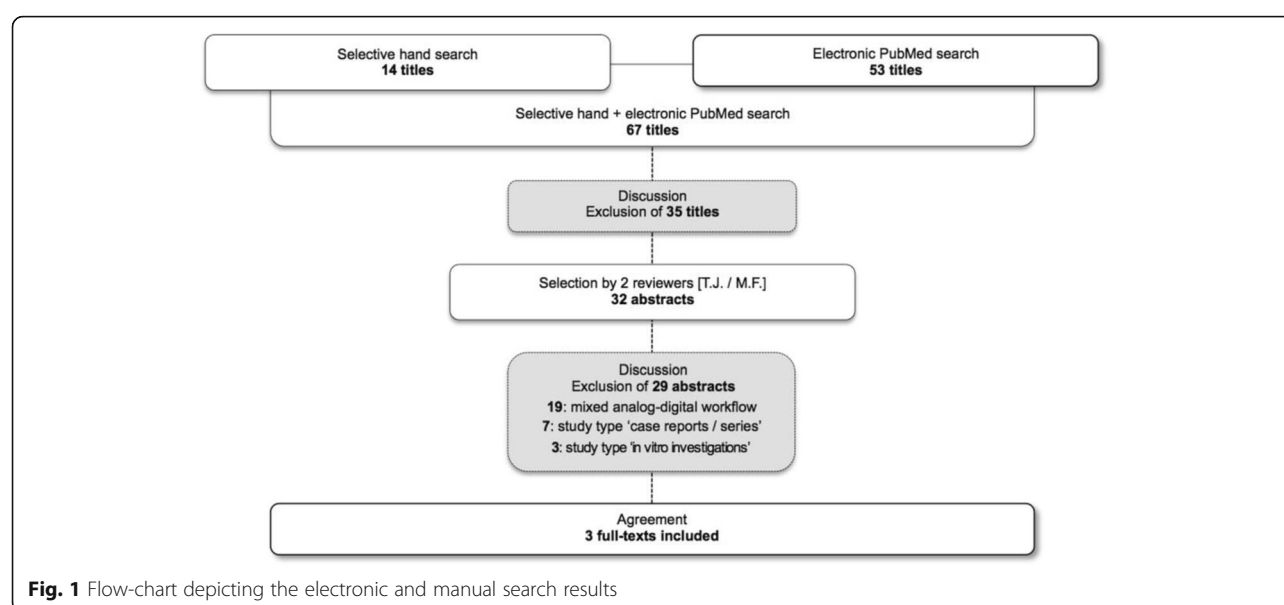 Selective hand search
14 titles
Electronic PubMed search
53 titles
Selective hand + electronic PubMed search
67 titles
Discussion
Exclusion of 35 titles
Selection by 2 reviewers [T.J. / M.F.]
32 abstracts
Discussion
Exclusion of 29 abstracts
19: mixed analog-digital workflow
7: study type ‘case reports / series’
3: study type ‘in vitro investigations’
Agreement
3 full-texts included
Fig. 1 Flow-chart depicting the electronic and manual search results